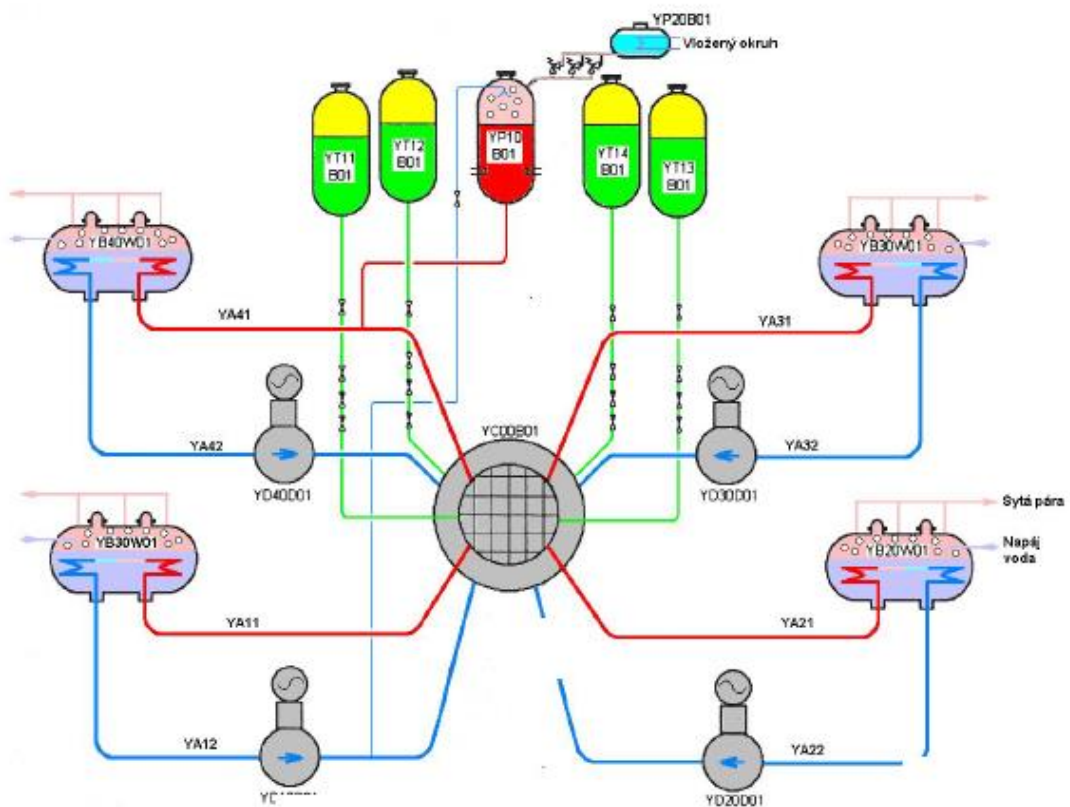 YP20B01
Vložený okruh
YT11
B01
YT12
B01
YP10
B01
YT14
B01
YT13
B01
YB40W01
YB30W01
YA41
YA31
YC00B01
YA42
YA32
YD40D01
YD30D01
YB30W01
YB20W01
Sytá pára
Napáj
voda
YA11
YA21
YA12
YA22
YD20D01